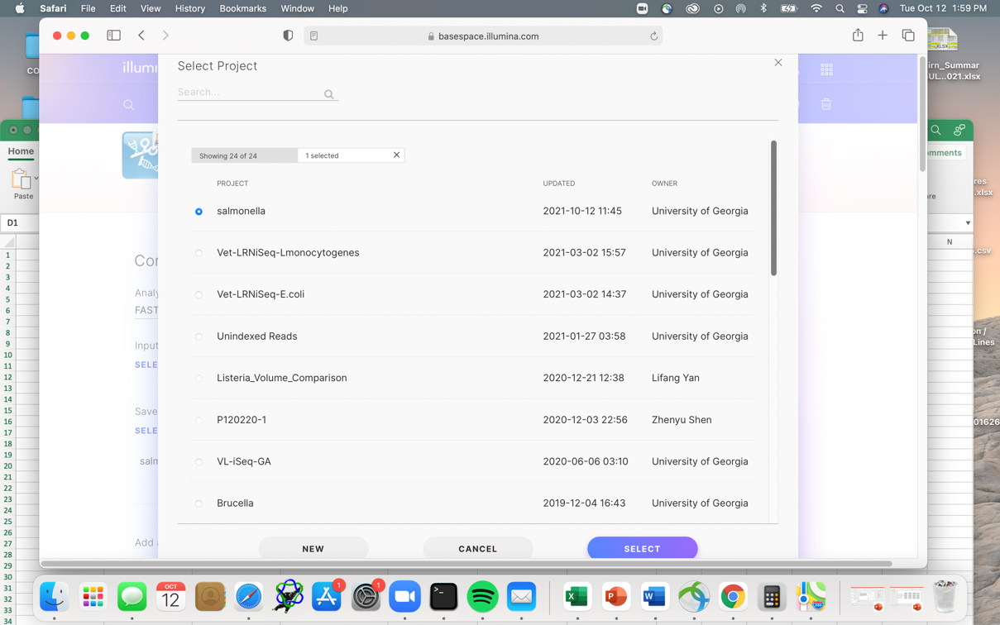 Safari File Edit View History Bookmarks Window Help Tue Oct 12 1:59 PM
basespace.illumina.com
CO
irn_Summar
UL...021.xlsx
illumi
Select Project
Search...
Home
mments
Paste
res
.xlsx
are
D1
N
Showing 24 of 24 1 selected
PROJECT UPDATED OWNER
salmonella 2021-10-12 11:45 University of Georgia
Vet-LRNiSeq-Lmonocytogenes 2021-03-02 15:57 University of Georgia
Vet-LRNiSeq-E.coli 2021-03-02 14:37 University of Georgia
Unindexed Reads 2021-01-27 03:58 University of Georgia
Listeria_Volume_Comparison 2020-12-21 12:38 Lifang Yan
P120220-1 2020-12-03 22:56 Zhenyu Shen
VL-iSeq-GA 2020-06-06 03:10 University of Georgia
Brucella 2019-12-04 16:43 University of Georgia
NEW CANCEL SELECT
Cor
Analy
FAST
Input
SELE
Save
SELE
salm
Add
.csv
on /
Lines
01626
1
2
3
4
5
6
7
8
9
10
11
12
13
14
15
16
17
18
19
20
21
22
23
24
25
26
27
28
29
30
31
32
33
34
OCT
12
1
1
X
P
W
280